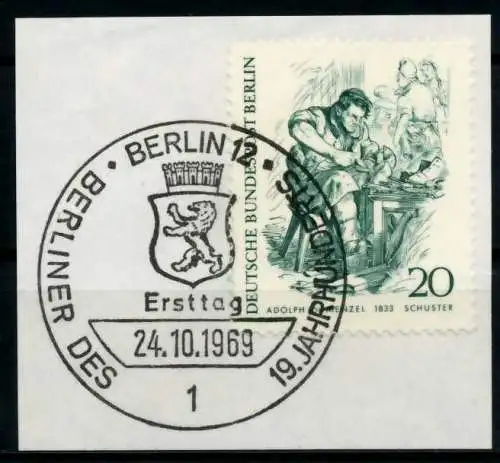 • BERLIN 12 •
BERLINER DES 19. JAHRHUNDERTS
Ersttag
24.10.1969
1
DEUTSCHE BUNDESPOST BERLIN
20
ADOLPH MENZEL 1833 SCHUSTER